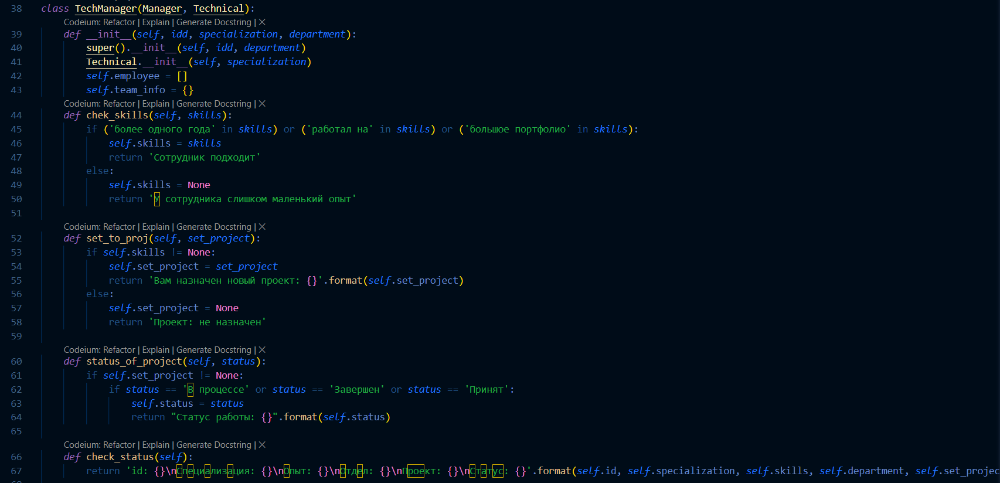 38 class TechManager(Manager, Technical):
Codeium: Refactor | Explain | Generate Docstring | ✕
39 def __init__(self, idd, specialization, department):
40 super().__init__(self, idd, department)
41 Technical.__init__(self, specialization)
42 self.employee = []
43 self.team_info = {}
Codeium: Refactor | Explain | Generate Docstring | ✕
44 def chek_skills(self, skills):
45 if ('более одного года' in skills) or ('работал на' in skills) or ('большое портфолио' in skills):
46 self.skills = skills
47 return 'Сотрудник подходит'
48 else:
49 self.skills = None
50 return 'У сотрудника слишком маленький опыт'
51
Codeium: Refactor | Explain | Generate Docstring | ✕
52 def set_to_proj(self, set_project):
53 if self.skills != None:
54 self.set_project = set_project
55 return 'Вам назначен новый проект: {}'.format(self.set_project)
56 else:
57 self.set_project = None
58 return 'Проект: не назначен'
59
Codeium: Refactor | Explain | Generate Docstring | ✕
60 def status_of_project(self, status):
61 if self.set_project != None:
62 if status == 'В процессе' or status == 'Завершен' or status == 'Принят':
63 self.status = status
64 return "Статус работы: {}".format(self.status)
65
Codeium: Refactor | Explain | Generate Docstring | ✕
66 def check_status(self):
67 return 'id: {}\nСпециализация: {}\nОпыт: {}\nОтдел: {}\nПроект: {}\nСтатус: {}'.format(self.id, self.specialization, self.skills, self.department, self.set_projec